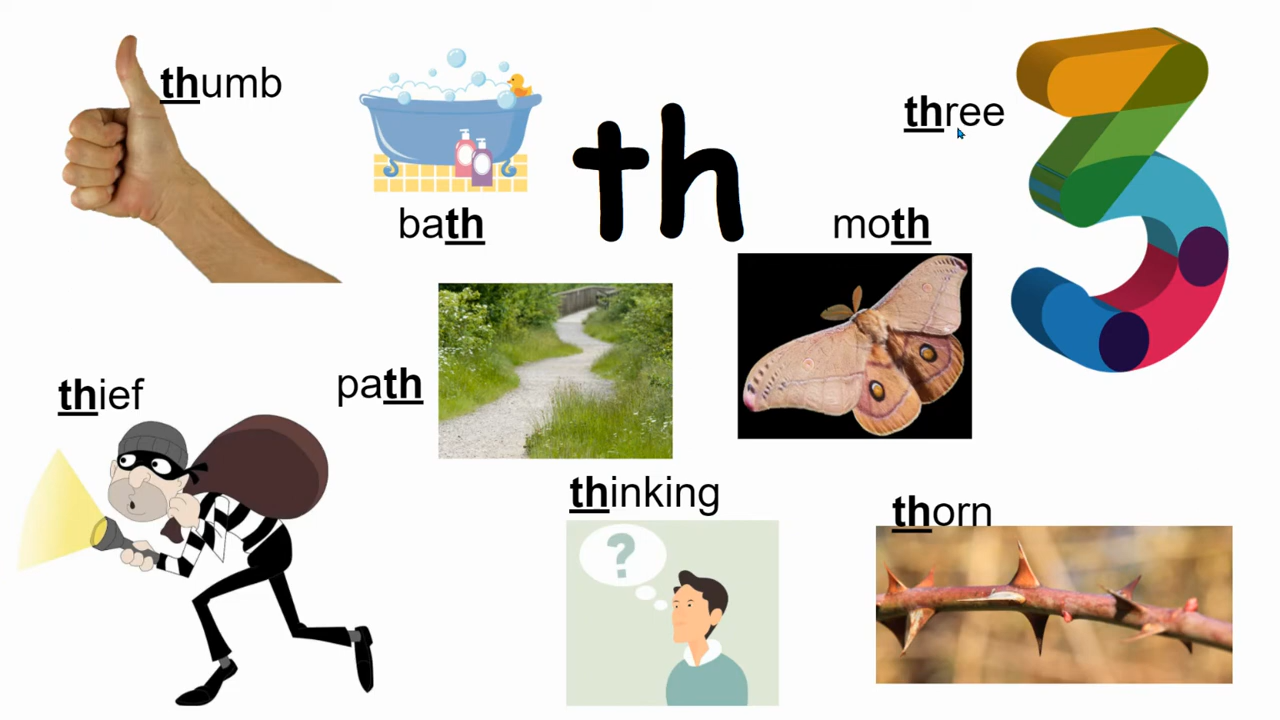 thumb
bath
th
three
moth
thief
path
thinking
?
thorn